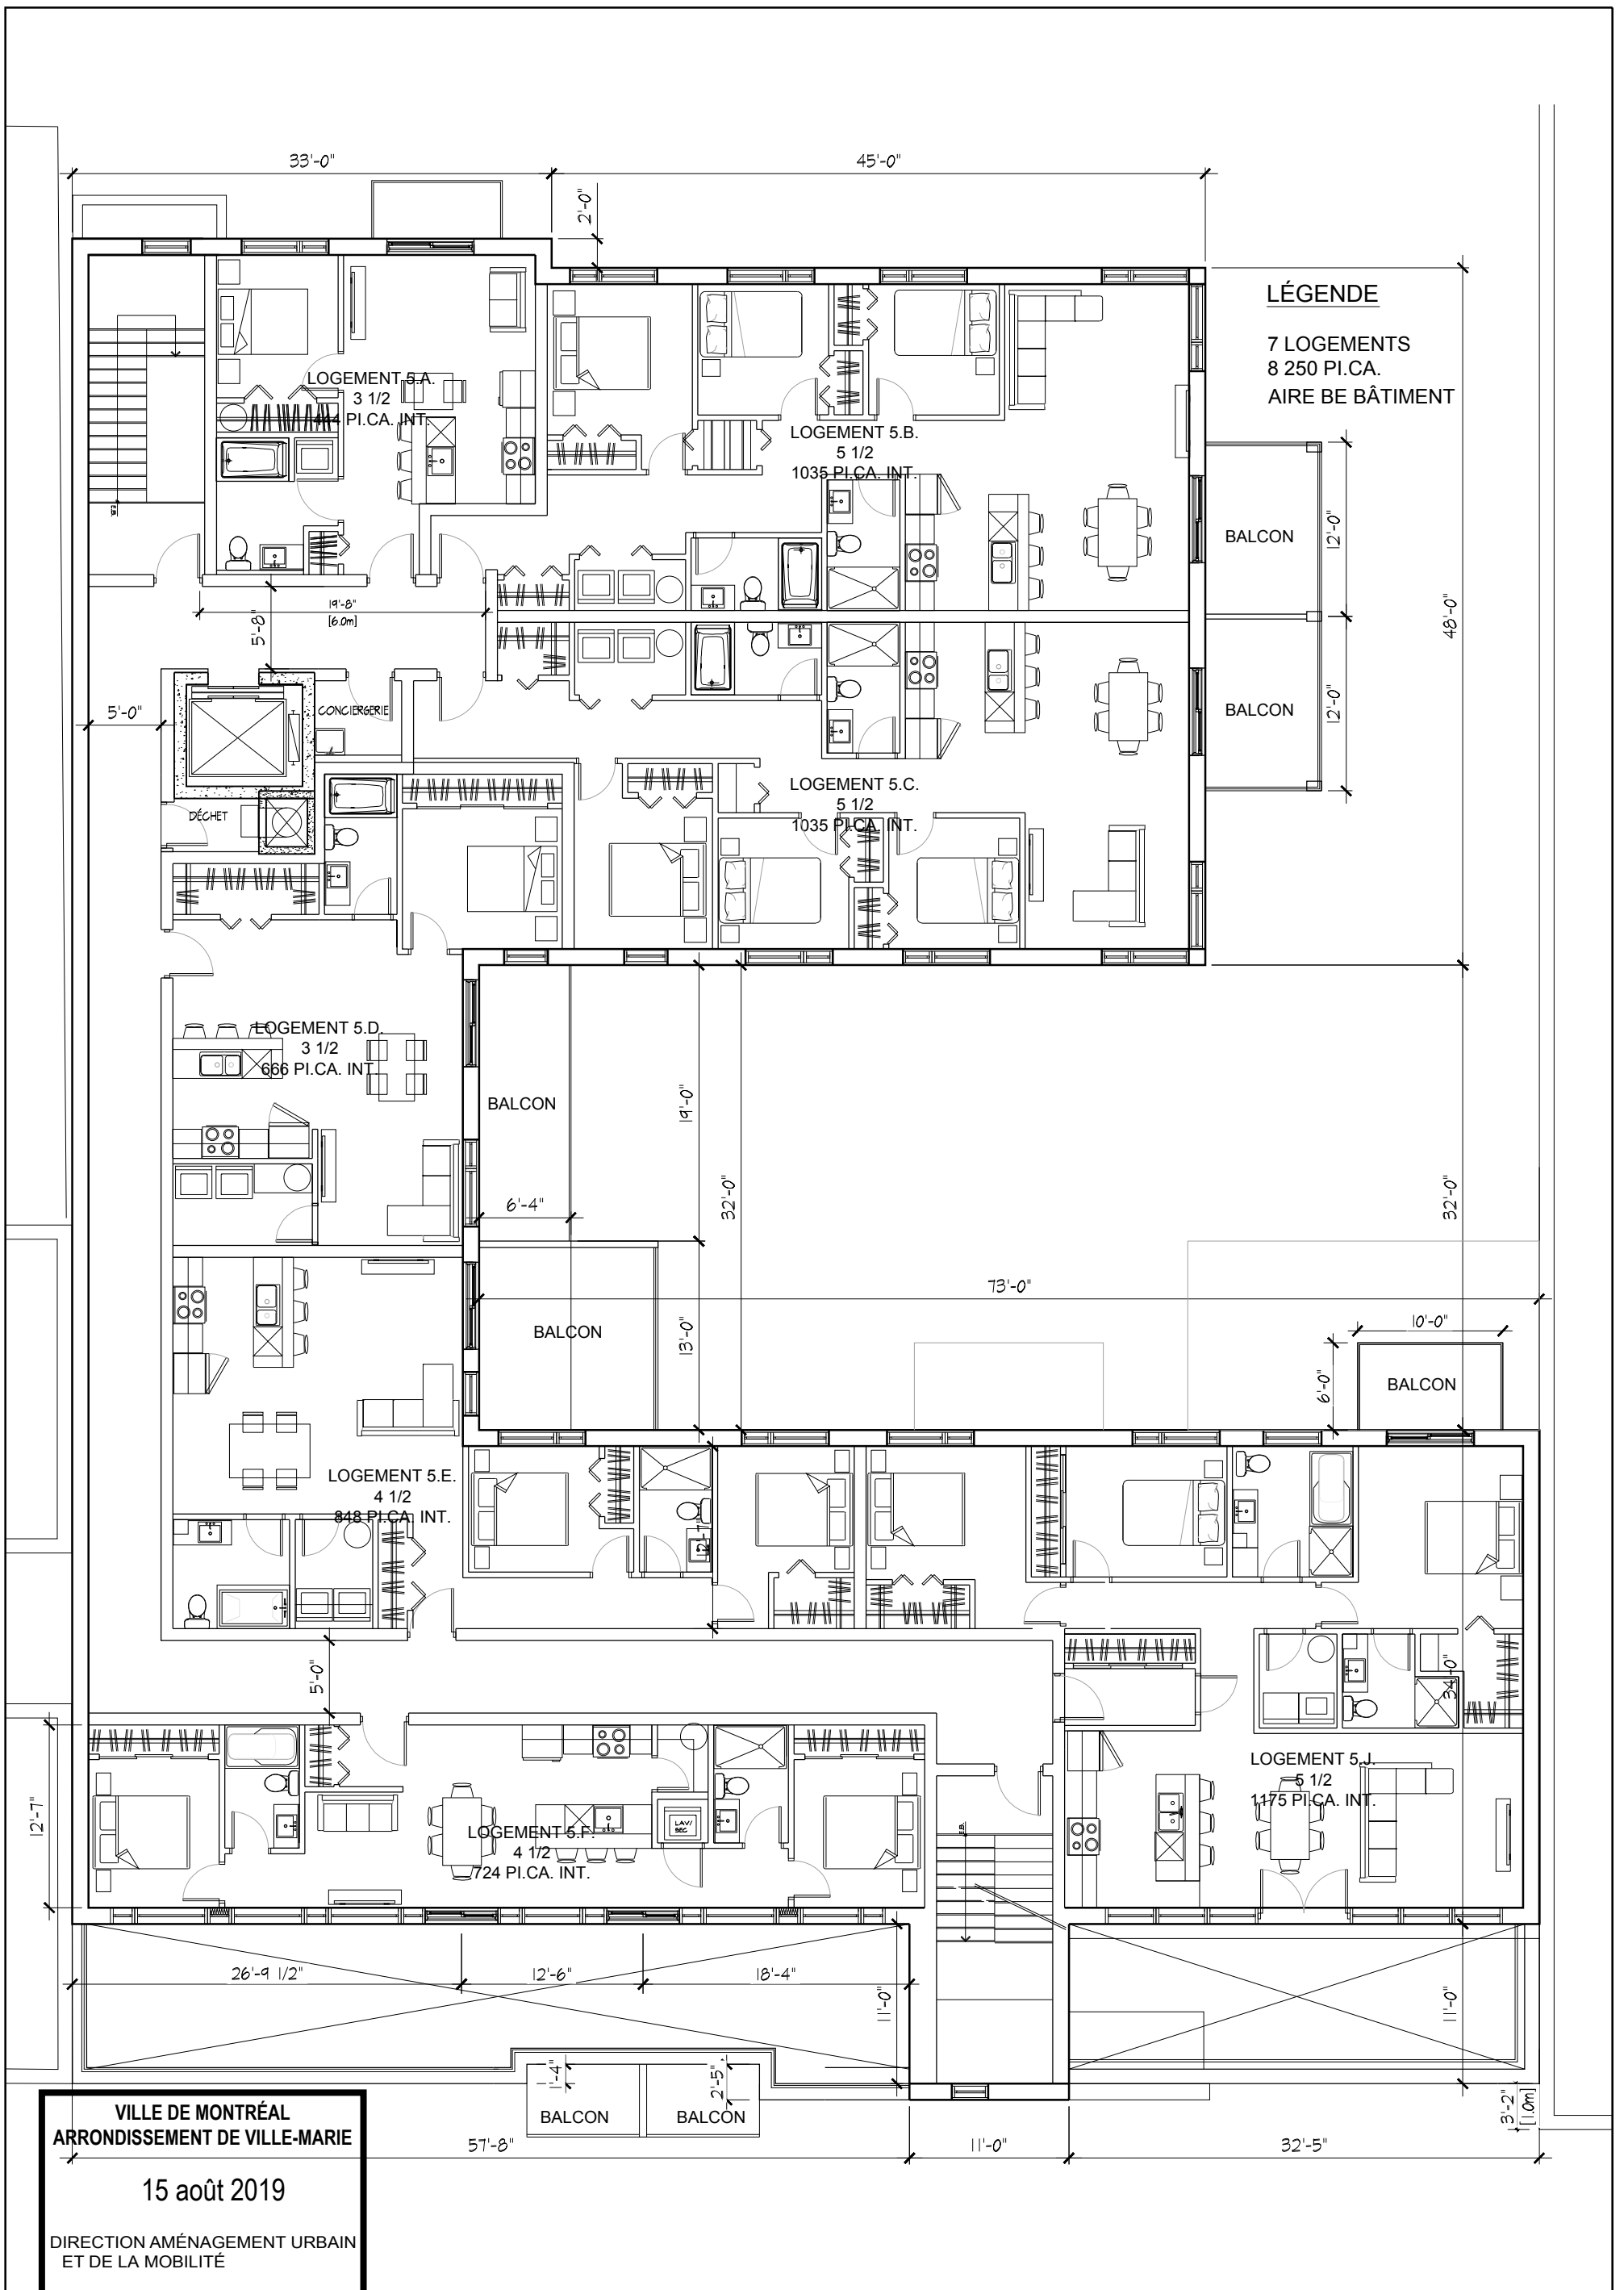 33'-0"
45'-0"
2'-0"
LÉGENDE
7 LOGEMENTS
8 250 PI.CA.
AIRE BE BÂTIMENT
LOGEMENT 5.A.
3 1/2
444 PI.CA. INT.
LOGEMENT 5.B.
5 1/2
1035 PI.CA. INT.
BALCON
12'-0"
48'-0"
19'-8"
[6.0m]
5'-8"
5'-0"
CONCIERGERIE
BALCON
12'-0"
DÉCHET
LOGEMENT 5.C.
5 1/2
1035 PI.CA. INT.
LOGEMENT 5.D.
3 1/2
666 PI.CA. INT.
BALCON
19'-0"
6'-4"
32'-0"
32'-0"
73'-0"
BALCON
13'-0"
10'-0"
6'-0"
BALCON
LOGEMENT 5.E.
4 1/2
848 PI.CA. INT.
12'-7"
5'-0"
34'-0"
12'-7"
LOGEMENT 5.F.
4 1/2
724 PI.CA. INT.
LAV/
SEC
LOGEMENT 5.J.
5 1/2
1175 PI.CA. INT.
26'-9 1/2"
12'-6"
18'-4"
11'-0"
11'-0"
1'-4"
2'-5"
BALCON
BALCON
3'-2"
[1.0m]
57'-8"
11'-0"
32'-5"
VILLE DE MONTRÉAL
ARRONDISSEMENT DE VILLE-MARIE
15 août 2019
DIRECTION AMÉNAGEMENT URBAIN
ET DE LA MOBILITÉ